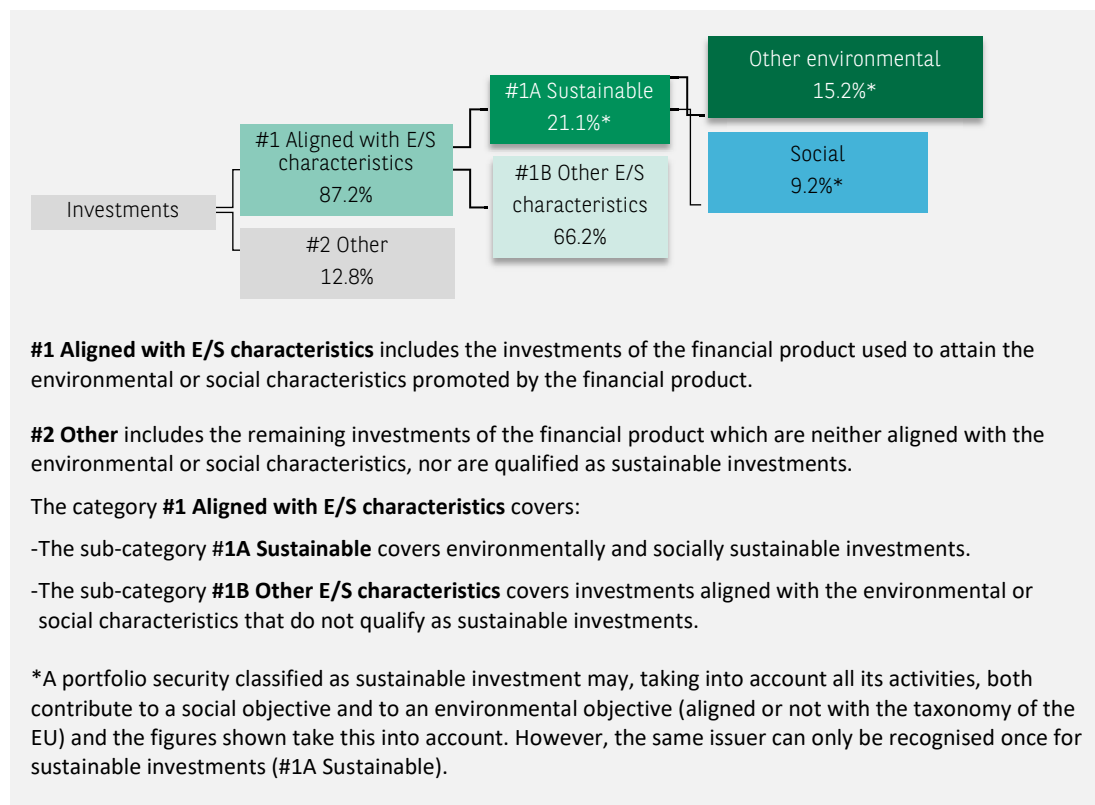 Other environmental
15.2%*
#1A Sustainable
21.1%*
#1 Aligned with E/S
characteristics
87.2%
Social
9.2%*
#1B Other E/S
characteristics
66.2%
Investments
#2 Other
12.8%
#1 Aligned with E/S characteristics includes the investments of the financial product used to attain the
environmental or social characteristics promoted by the financial product.
#2 Other includes the remaining investments of the financial product which are neither aligned with the
environmental or social characteristics, nor are qualified as sustainable investments.
The category #1 Aligned with E/S characteristics covers:
-The sub-category #1A Sustainable covers environmentally and socially sustainable investments.
-The sub-category #1B Other E/S characteristics covers investments aligned with the environmental or
social characteristics that do not qualify as sustainable investments.
*A portfolio security classified as sustainable investment may, taking into account all its activities, both
contribute to a social objective and to an environmental objective (aligned or not with the taxonomy of the
EU) and the figures shown take this into account. However, the same issuer can only be recognised once for
sustainable investments (#1A Sustainable).